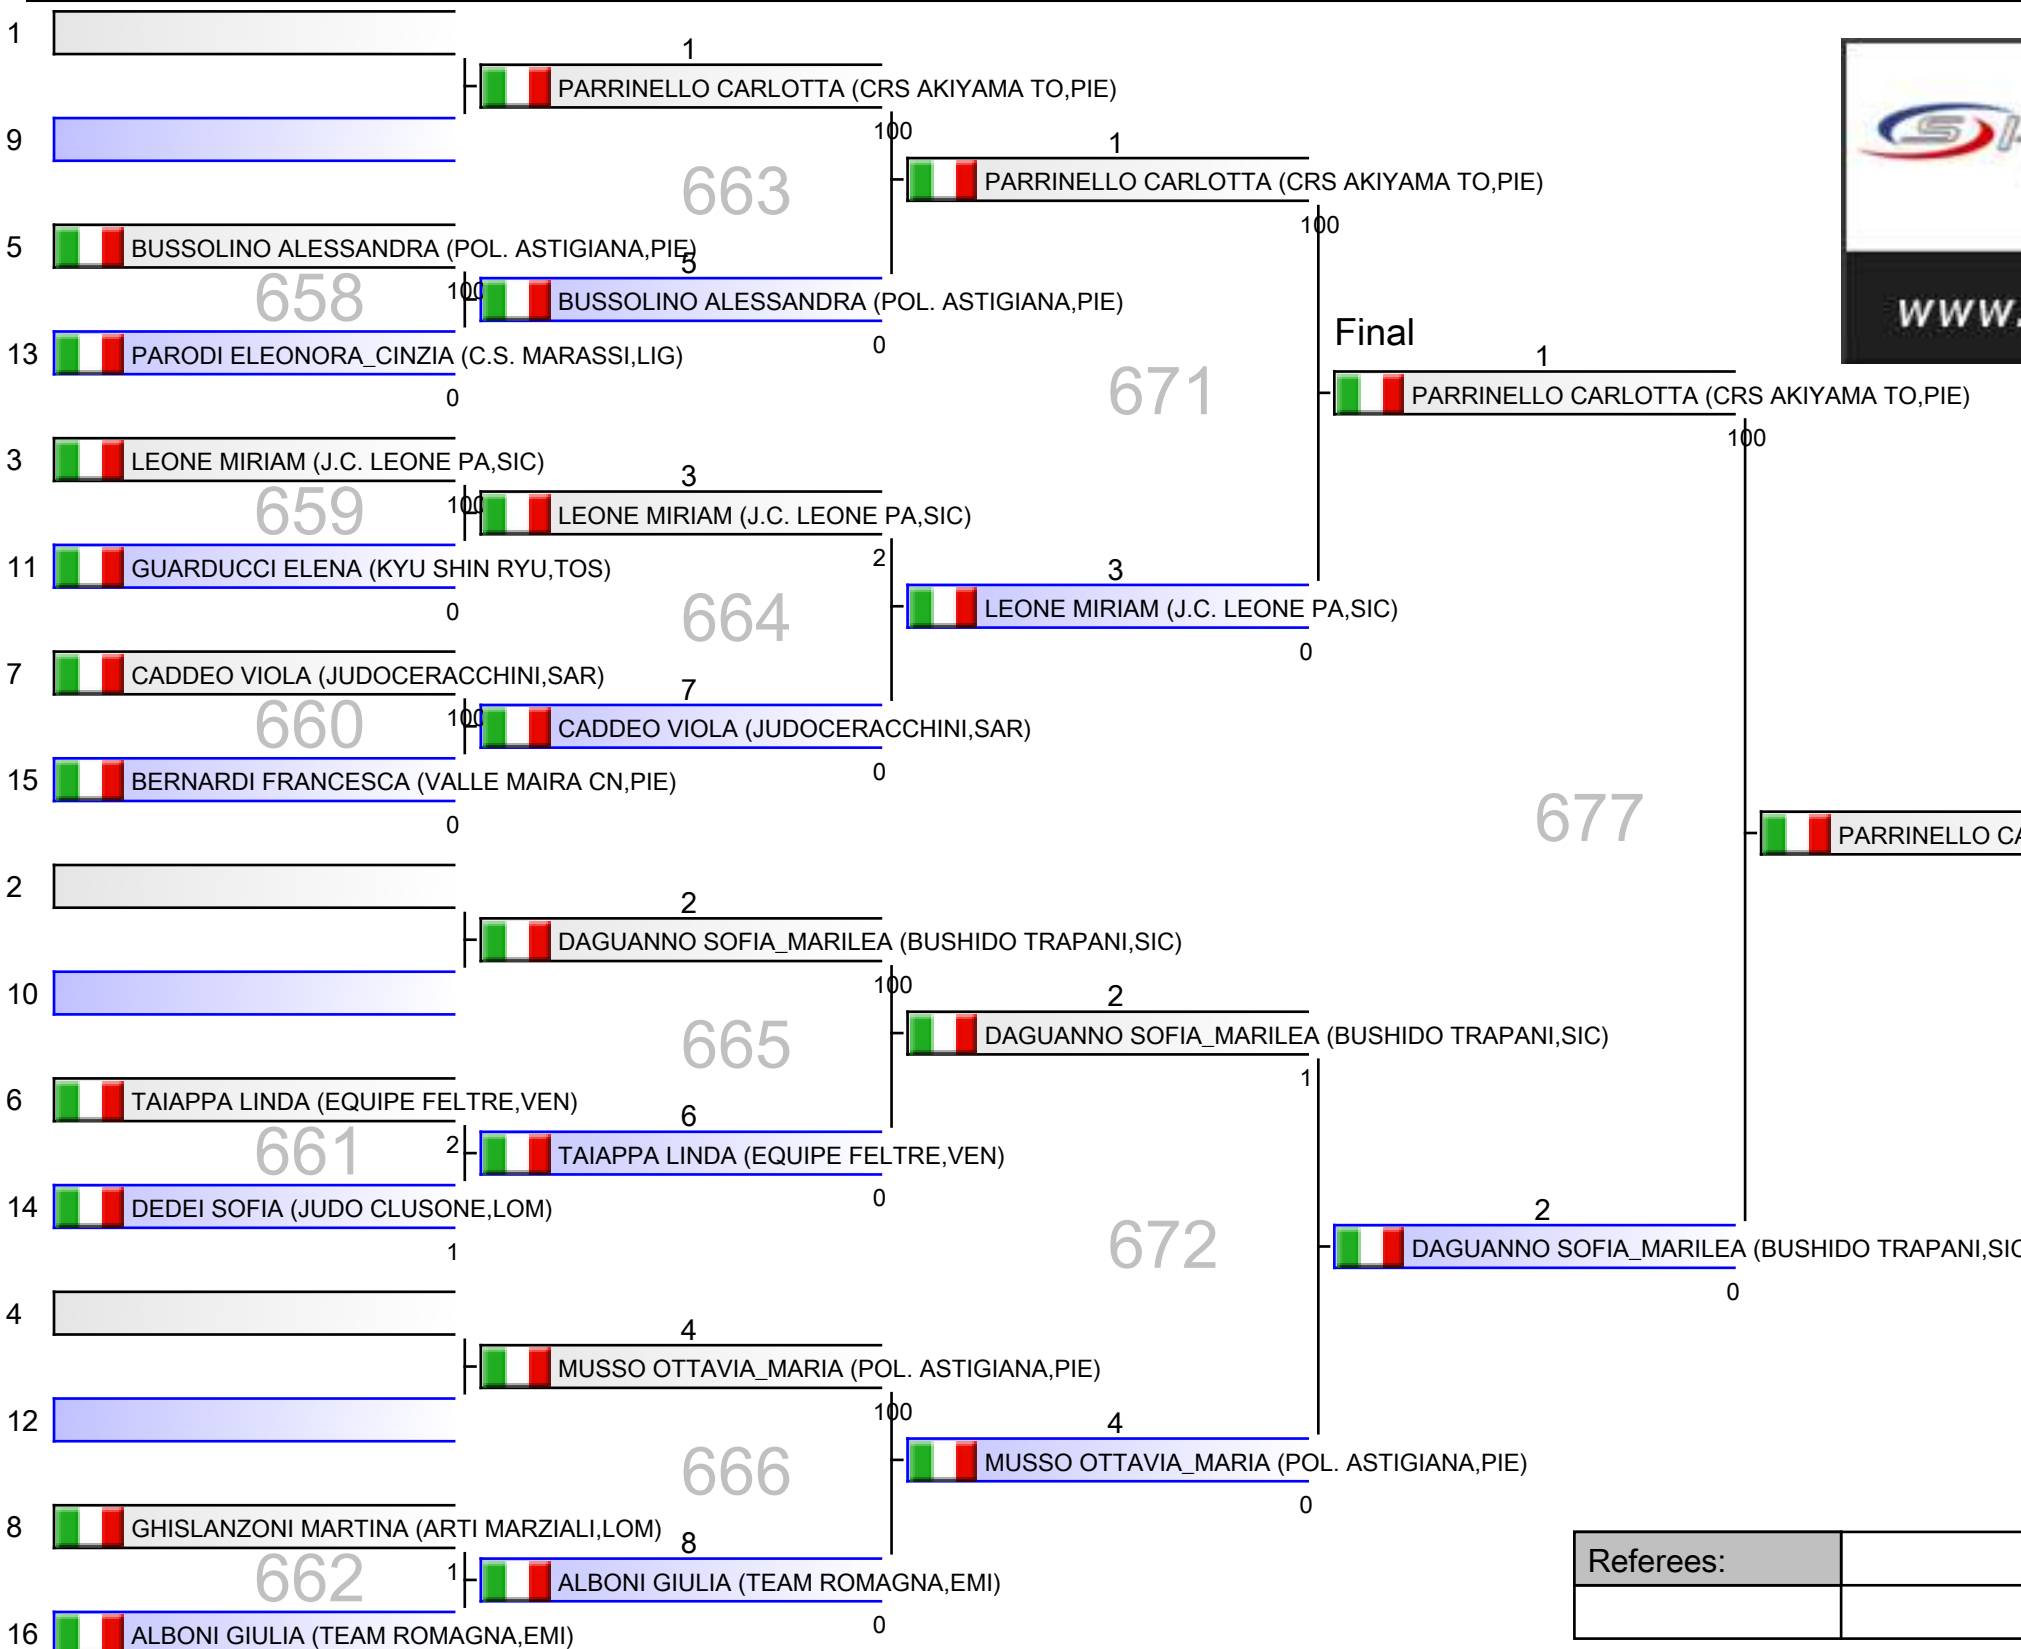 1
1
PARRINELLO CARLOTTA (CRS AKIYAMA TO,PIE)
9
100
1
663
PARRINELLO CARLOTTA (CRS AKIYAMA TO,PIE)
100
5
BUSSOLINO ALESSANDRA (POL. ASTIGIANA,PIE)
5
658
100
BUSSOLINO ALESSANDRA (POL. ASTIGIANA,PIE)
WWW.
0
Final
13
PARODI ELEONORA_CINZIA (C.S. MARASSI,LIG)
1
671
PARRINELLO CARLOTTA (CRS AKIYAMA TO,PIE)
0
100
3
LEONE MIRIAM (J.C. LEONE PA,SIC)
3
659
100
LEONE MIRIAM (J.C. LEONE PA,SIC)
2
11
GUARDUCCI ELENA (KYU SHIN RYU,TOS)
3
0
664
LEONE MIRIAM (J.C. LEONE PA,SIC)
0
7
CADDEO VIOLA (JUDOCERACCHINI,SAR)
7
660
100
CADDEO VIOLA (JUDOCERACCHINI,SAR)
0
15
BERNARDI FRANCESCA (VALLE MAIRA CN,PIE)
0
677
PARRINELLO CA
2
2
DAGUANNO SOFIA_MARILEA (BUSHIDO TRAPANI,SIC)
10
100
2
665
DAGUANNO SOFIA_MARILEA (BUSHIDO TRAPANI,SIC)
1
6
TAIAPPA LINDA (EQUIPE FELTRE,VEN)
6
661
2
TAIAPPA LINDA (EQUIPE FELTRE,VEN)
0
14
DEDEI SOFIA (JUDO CLUSONE,LOM)
2
1
672
DAGUANNO SOFIA_MARILEA (BUSHIDO TRAPANI,SIC
0
4
4
MUSSO OTTAVIA_MARIA (POL. ASTIGIANA,PIE)
12
100
4
666
MUSSO OTTAVIA_MARIA (POL. ASTIGIANA,PIE)
0
8
GHISLANZONI MARTINA (ARTI MARZIALI,LOM)
8
662
1
ALBONI GIULIA (TEAM ROMAGNA,EMI)
Referees:
0
16
ALBONI GIULIA (TEAM ROMAGNA,EMI)